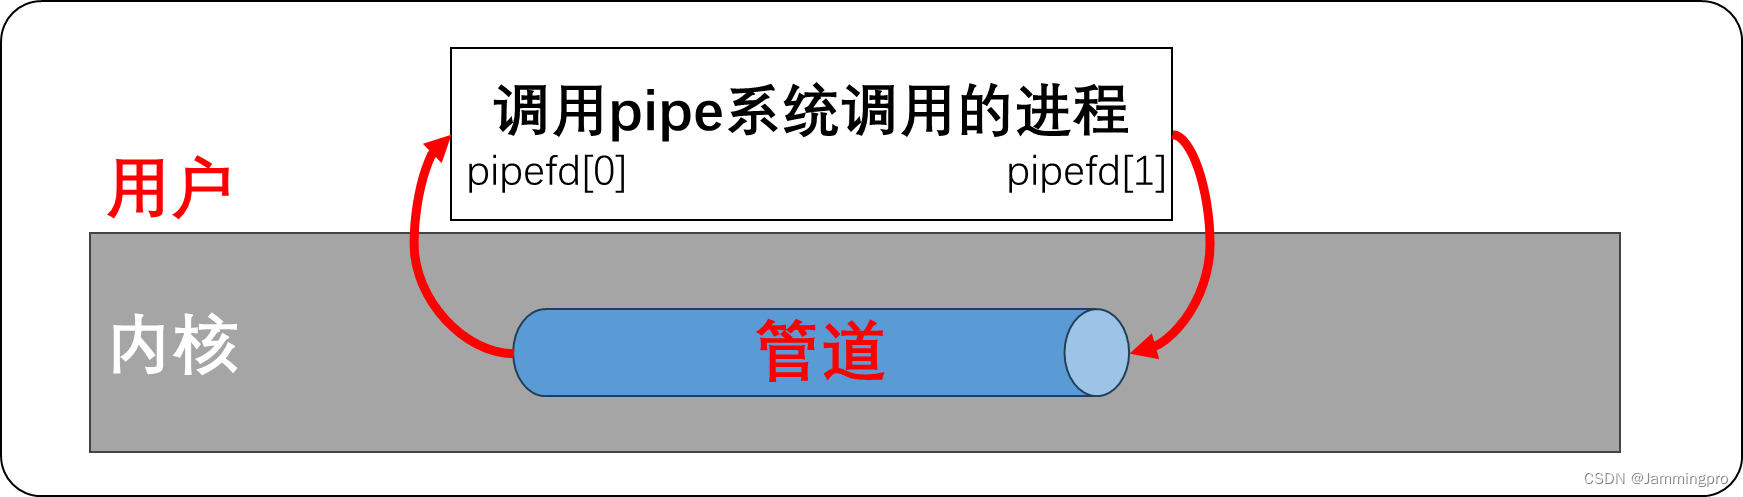 调用pipe系统调用的进程
pipefd[0] pipefd[1]
用户
内核
管道
CSDN @Jammingpro